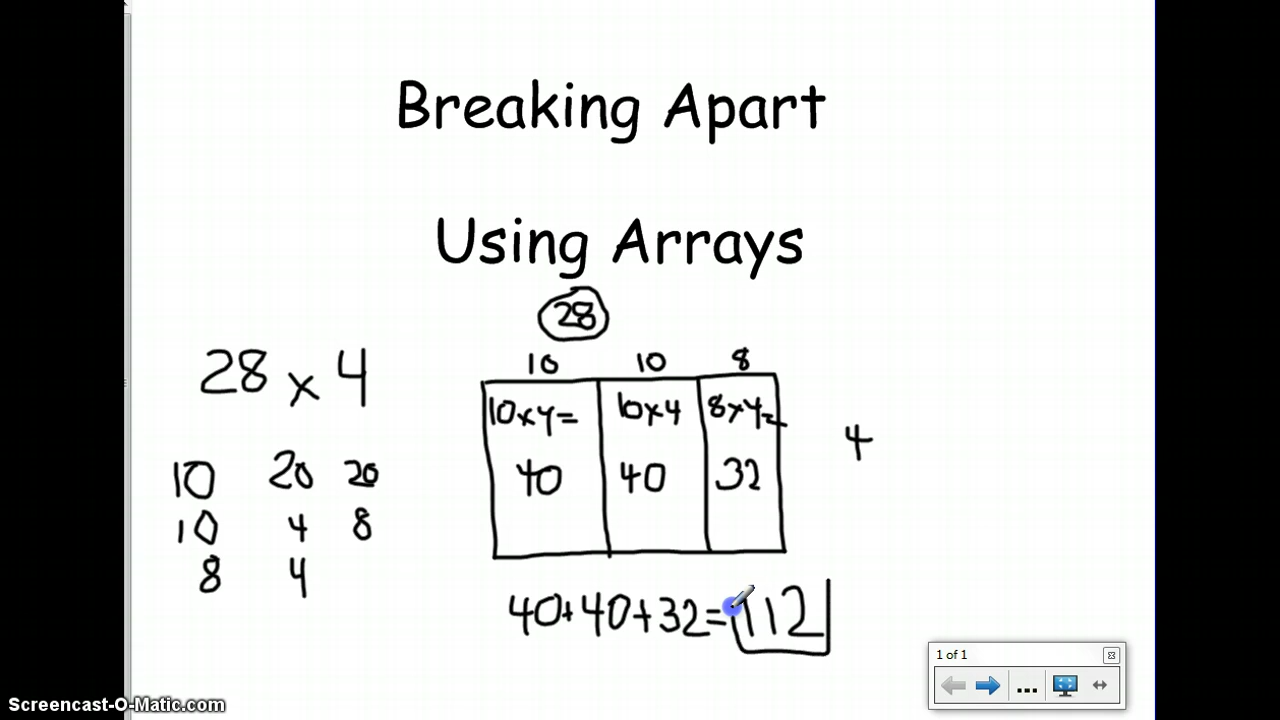 Breaking Apart
Using Arrays
28
28 x 4
10 10 8
10x4= 10x4 8x4=
4
40 40 32
10 20 20
10 4 8
8 4
40+40+32=112
1 of 1
...
Screencast-O-Matic.com